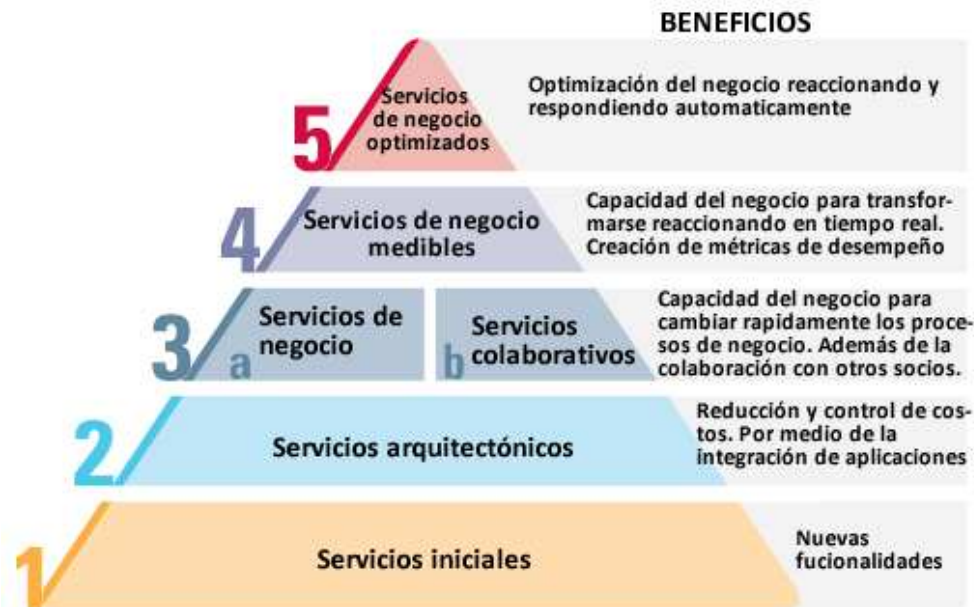 BENEFICIOS
5
Servicios
de negocio
optimizados
Optimización del negocio reaccionando y
respondiendo automaticamente
4
Servicios de negocio
medibles
Capacidad del negocio para transfor-
marse reaccionando en tiempo real.
Creación de métricas de desempeño
3
a
Servicios de
negocio
b
Servicios
colaborativos
Capacidad del negocio para
cambiar rapidamente los proce-
sos de negocio. Además de la
colaboración con otros socios.
2
Servicios arquitectónicos
Reducción y control de cos-
tos. Por medio de la
integración de aplicaciones
1
Servicios iniciales
Nuevas
fucionalidades